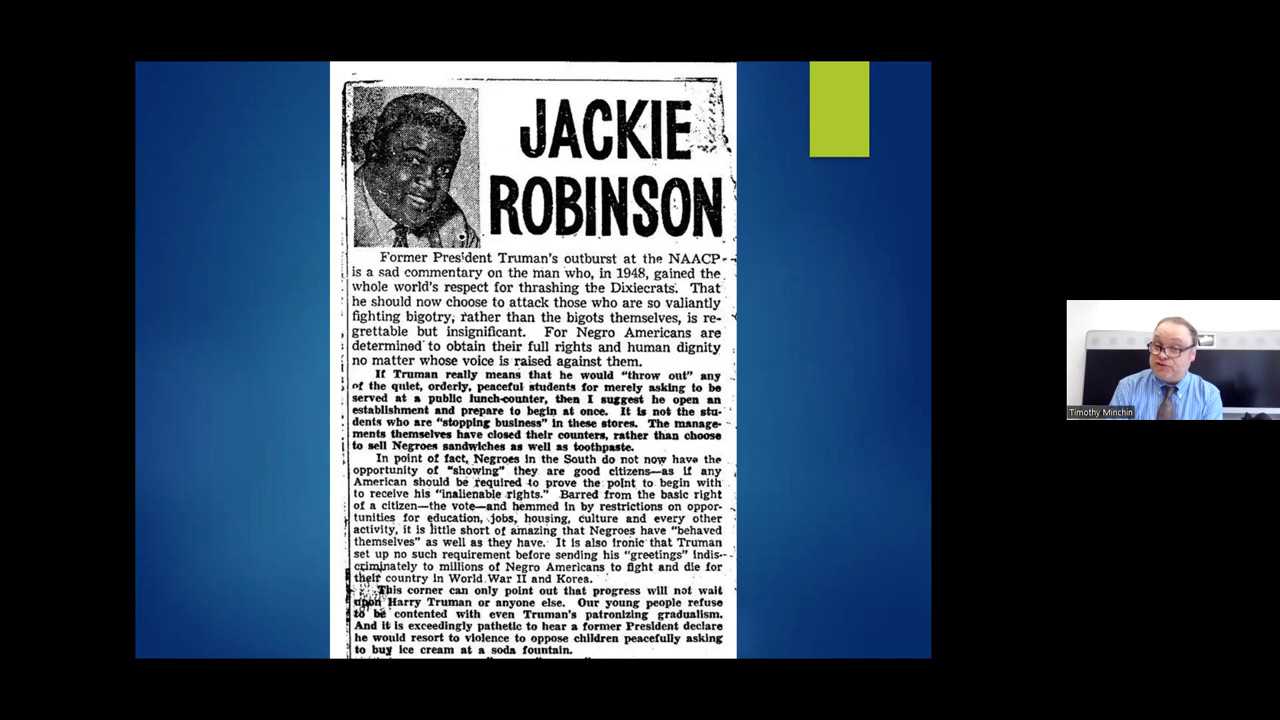 JACKIE
ROBINSON
Former President Truman's outburst at the NAACP
is a sad commentary on the man who, in 1948, gained the
whole world's respect for thrashing the Dixiecrats. That
he should now choose to attack those who are so valiantly
fighting bigotry, rather than the bigots themselves, is re-
grettable but insignificant. For Negro Americans are
determined to obtain their full rights and human dignity
no matter whose voice is raised against them.
If Truman really means that he would "throw out" any
of the quiet, orderly, peaceful students for merely asking to be
served at a public lunch-counter, then I suggest he open an
establishment and prepare to begin at once. It is not the stu-
dents who are "stopping business" in these stores. The manage-
ments themselves have closed their counters, rather than choose
to sell Negroes sandwiches as well as toothpaste.
In point of fact, Negroes in the South do not now have the
opportunity of "showing" they are good citizens—as if any
American should be required to prove the point to begin with
to receive his "inalienable rights." Barred from the basic right
of a citizen—the vote—and hemmed in by restrictions on oppor-
tunities for education, jobs, housing, culture and every other
activity, it is little short of amazing that Negroes have "behaved
themselves" as well as they have. It is also ironic that Truman
set up no such requirement before sending his "greetings" indis-
criminately to millions of Negro Americans to fight and die for
their country in World War II and Korea.
This corner can only point out that progress will not wait
upon Harry Truman or anyone else. Our young people refuse
to be contented with even Truman's patronizing gradualism.
And it is exceedingly pathetic to hear a former President declare
he would resort to violence to oppose children peacefully asking
to buy ice cream at a soda fountain.
Timothy Minchin